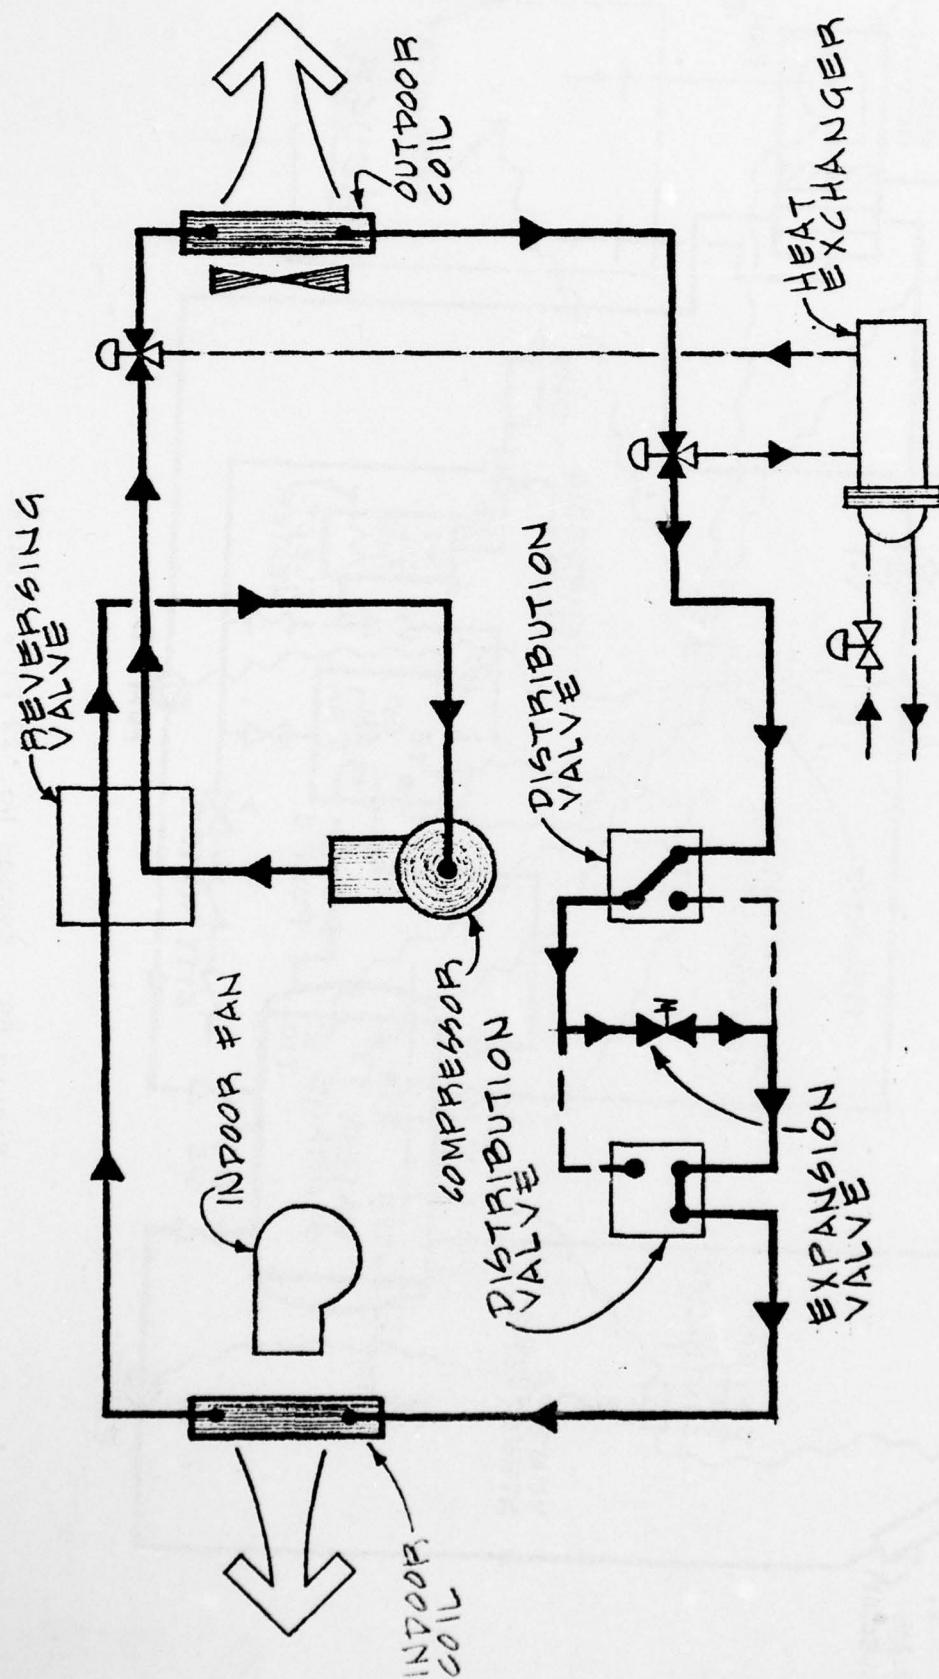 REVERSING
VALVE
OUTDOOR
COIL
HEAT
EXCHANGER
DISTRIBUTION
VALVE
INDOOR FAN
COMPRESSOR
DISTRIBUTION
VALVE
EXPANSION
VALVE
INDOOR
COIL